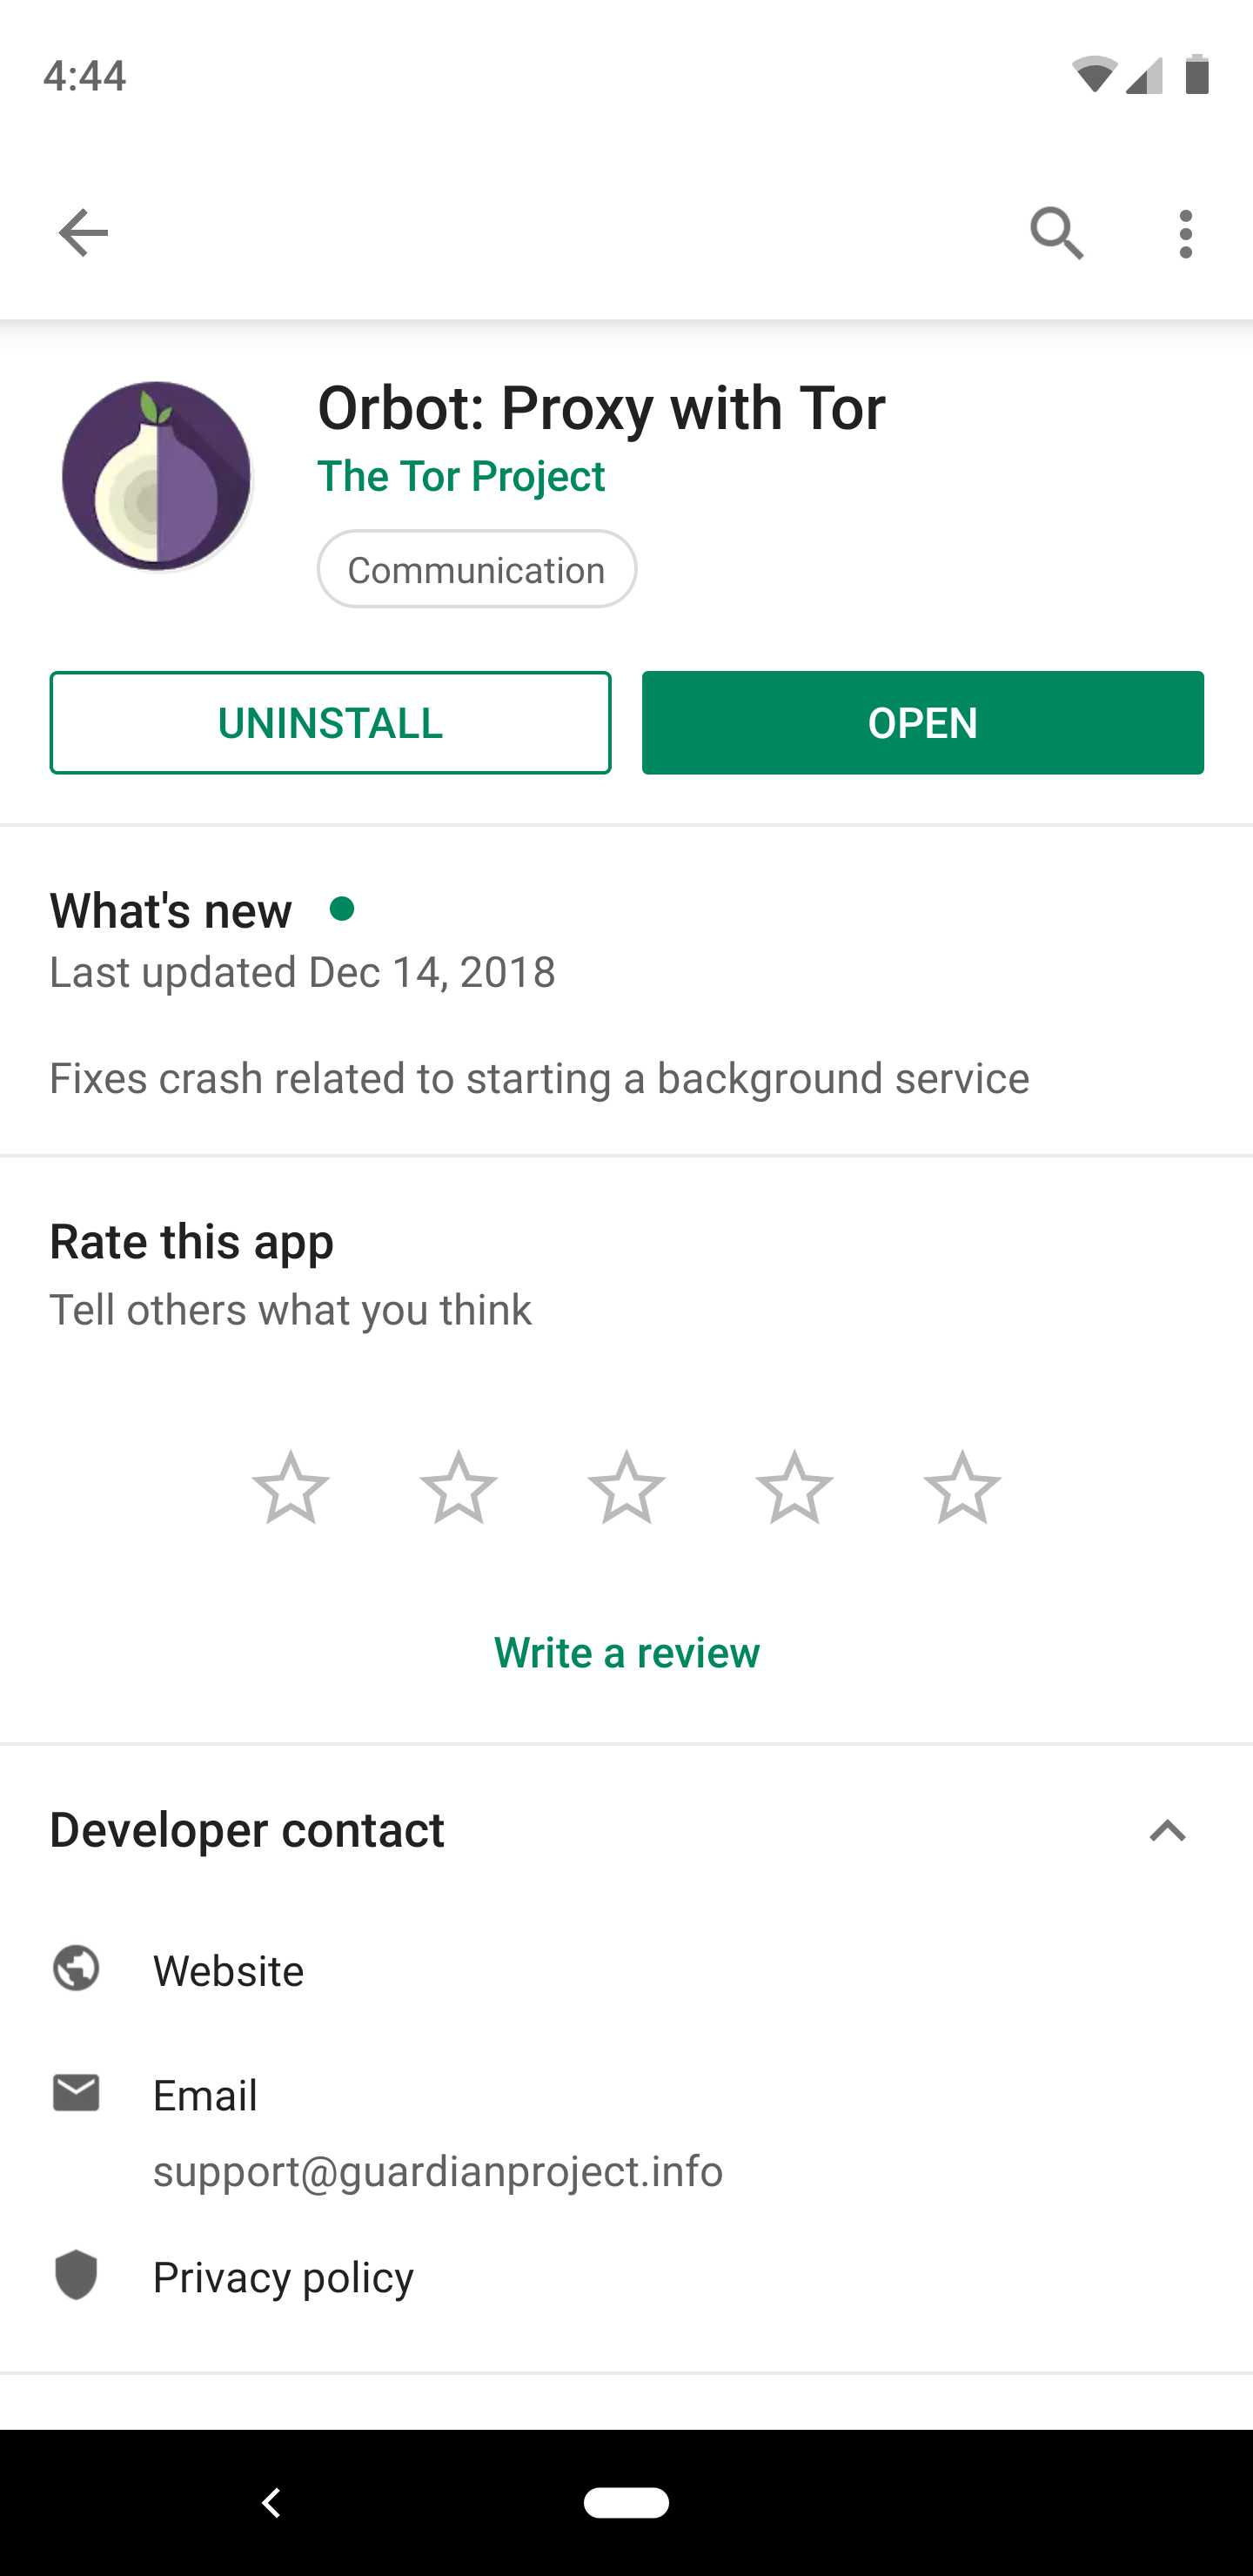 4:44
Orbot: Proxy with Tor
The Tor Project
Communication
UNINSTALL
OPEN
What's new
Last updated Dec 14, 2018
Fixes crash related to starting a background service
Rate this app
Tell others what you think
Write a review
Developer contact
Website
Email
support@guardianproject.info
Privacy policy